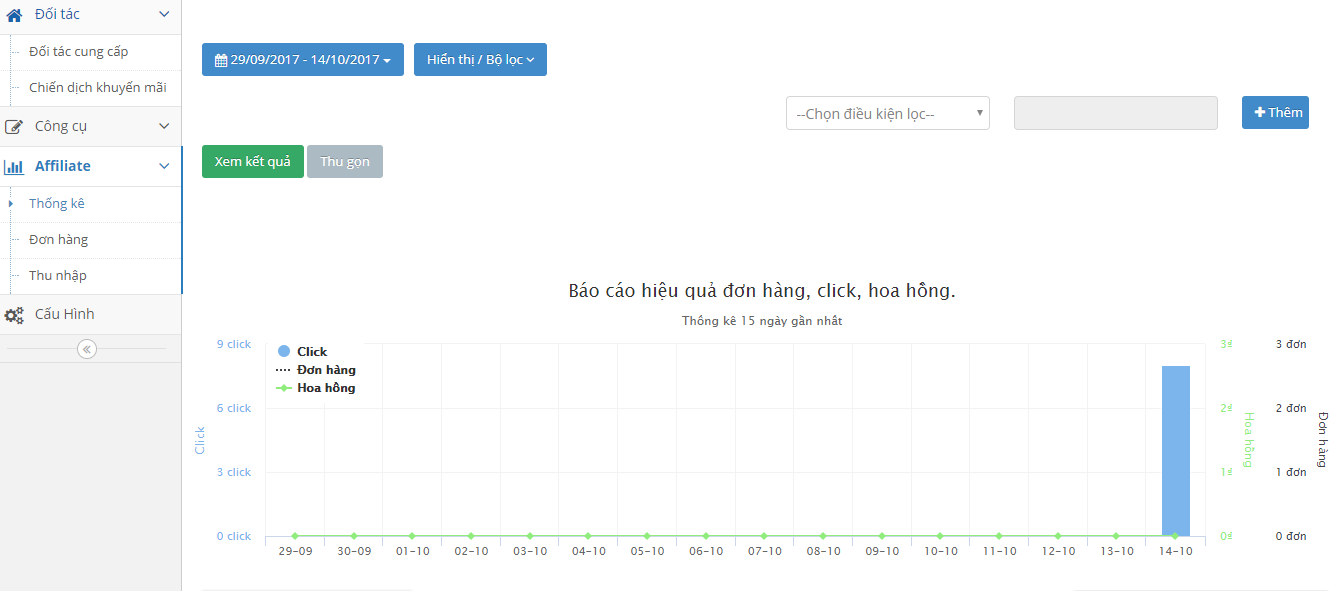 Đối tác
Đối tác cung cấp
Chiến dịch khuyến mãi
Công cụ
Affiliate
Thống kê
Đơn hàng
Thu nhập
Cấu Hình
29/09/2017 - 14/10/2017
Hiển thị / Bộ lọc
--Chọn điều kiện lọc--
Thêm
Xem kết quả
Thu gọn
Báo cáo hiệu quả đơn hàng, click, hoa hồng.
Thống kê 15 ngày gần nhất
Click
Đơn hàng
Hoa hồng
9 click
6 click
3 click
0 click
Click
3₫
2₫
1₫
0₫
Hoa hồng
3 đơn
2 đơn
1 đơn
0 đơn
Đơn hàng
29-09 30-09 01-10 02-10 03-10 04-10 05-10 06-10 07-10 08-10 09-10 10-10 11-10 12-10 13-10 14-10